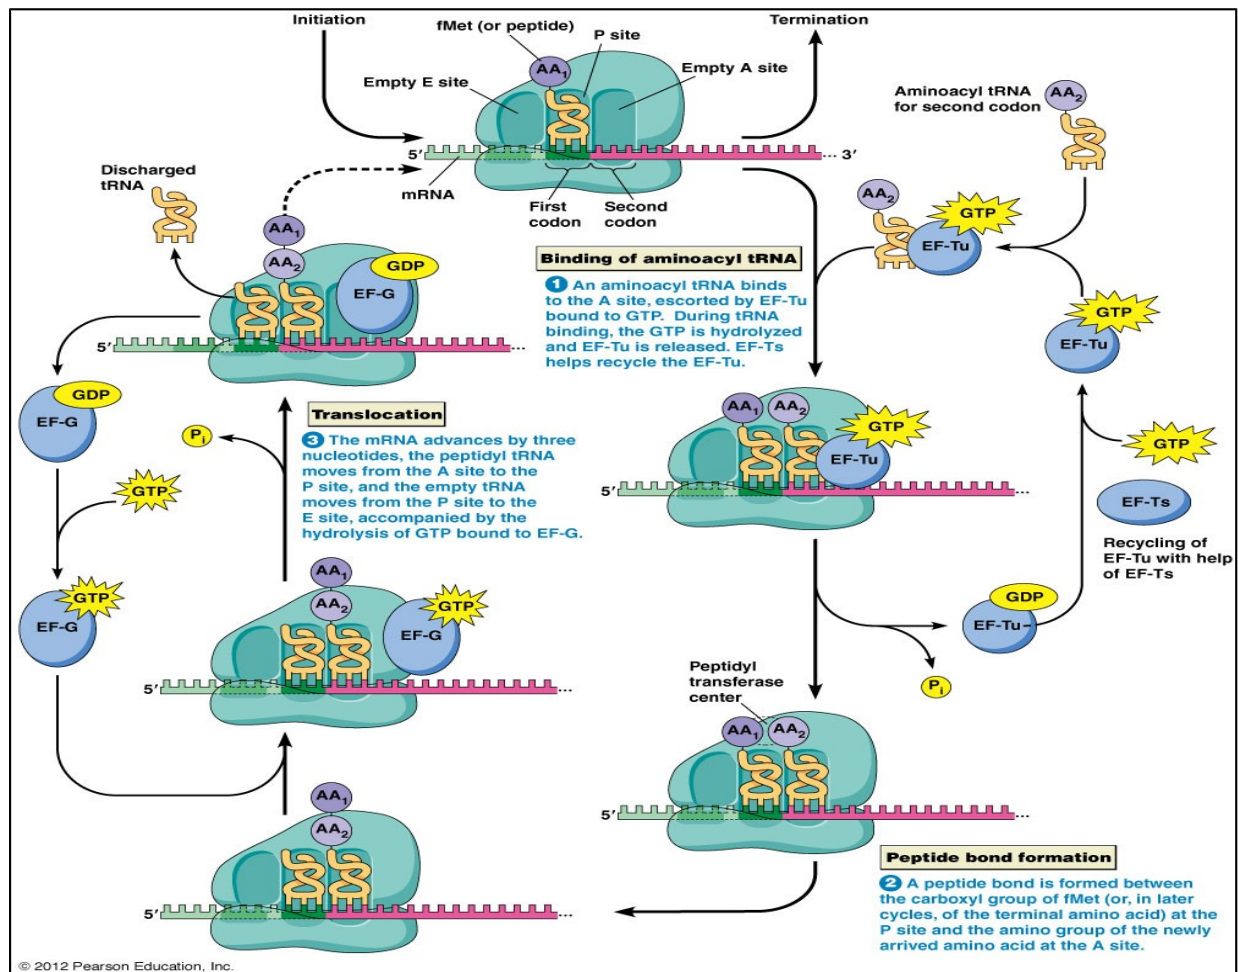 Initiation
Termination
fMet (or peptide)
P site
AA1
Empty E site
Empty A site
Aminoacyl tRNA
for second codon
AA2
5′
3′
mRNA
First
codon
Second
codon
Discharged
tRNA
AA1
AA2
GDP
EF-G
5′
AA2
GTP
EF-Tu
Binding of aminoacyl tRNA
1 An aminoacyl tRNA binds
to the A site, escorted by EF-Tu
bound to GTP. During tRNA
binding, the GTP is hydrolyzed
and EF-Tu is released. EF-Ts
helps recycle the EF-Tu.
GTP
EF-Tu
GDP
EF-G
Translocation
3 The mRNA advances by three
nucleotides, the peptidyl tRNA
moves from the A site to the
P site, and the empty tRNA
moves from the P site to the
E site, accompanied by the
hydrolysis of GTP bound to EF-G.
Pi
GTP
AA1
AA2
GTP
EF-Tu
5′
GTP
EF-Ts
Recycling of
EF-Tu with help
of EF-Ts
GTP
EF-G
AA1
AA2
GTP
EF-G
5′
GDP
EF-Tu
Pi
Peptidyl
transferase
center
AA1
AA2
5′
AA1
AA2
5′
Peptide bond formation
2 A peptide bond is formed between
the carboxyl group of fMet (or, in later
cycles, of the terminal amino acid) at the
P site and the amino group of the newly
arrived amino acid at the A site.
© 2012 Pearson Education, Inc.